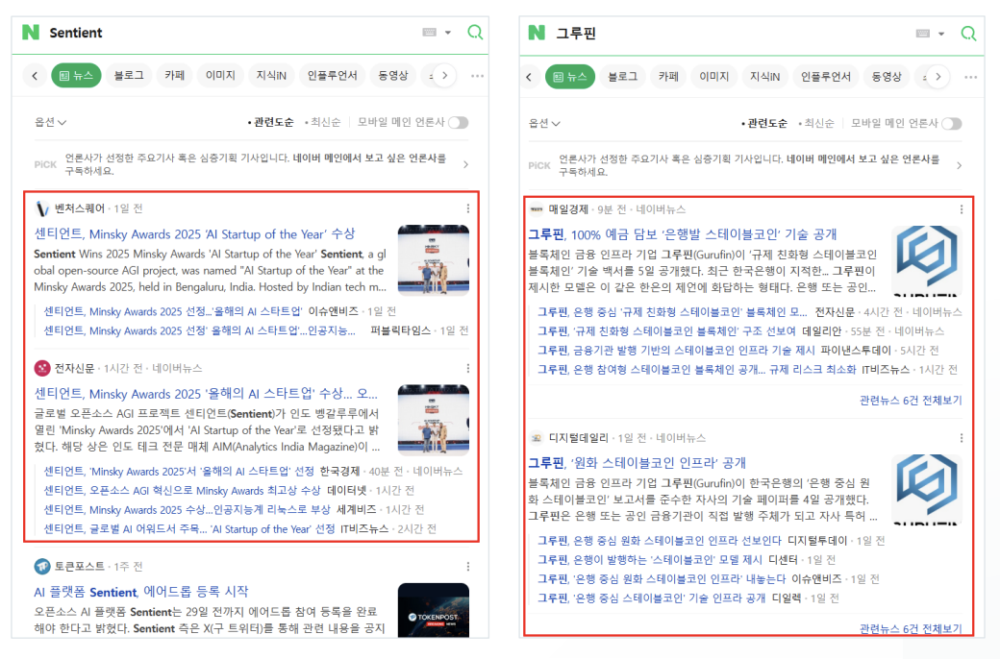 N Sentient
뉴스 블로그 카페 이미지 지식iN 인플루언서 동영상
옵션 • 관련도순 • 최신순 모바일 메인 언론사
PiCK 언론사가 선정한 주요기사 혹은 심층기획 기사입니다. 네이버 메인에서 보고 싶은 언론사를
구독하세요.
벤처스퀘어 · 1일 전
센티언트, Minsky Awards 2025 'AI Startup of the Year' 수상
Sentient Wins 2025 Minsky Awards 'AI Startup of the Year' Sentient, a gl
obal open-source AGI project, was named "AI Startup of the Year" at the
Minsky Awards 2025, held in Bengaluru, India. Hosted by Indian tech m...
센티언트, Minsky Awards 2025 선정...'올해의 AI 스타트업' 이슈앤비즈 · 1일 전
센티언트, Minsky Awards 2025 선정' 올해의 AI 스타트업'...인공지능... 퍼블릭타임스 · 1일 전
전자신문 · 1시간 전 · 네이버뉴스
센티언트, Minsky Awards 2025 '올해의 AI 스타트업' 수상... 오...
글로벌 오픈소스 AGI 프로젝트 센티언트(Sentient)가 인도 벵갈루루에서
열린 'Minsky Awards 2025'에서 'AI Startup of the Year'로 선정됐다고 밝
혔다. 해당 상은 인도 테크 전문 매체 AIM(Analytics India Magazine)이 ...
센티언트, 'Minsky Awards 2025'서 '올해의 AI 스타트업' 선정 한국경제 · 40분 전 · 네이버뉴스
센티언트, 오픈소스 AGI 혁신으로 Minsky Awards 최고상 수상 데이터넷 · 1시간 전
센티언트, Minsky Awards 2025 수상...인공지능계 리눅스로 부상 세계비즈 · 1시간 전
센티언트, 글로벌 AI 어워드서 주목... 'AI Startup of the Year' 선정 IT비즈뉴스 · 2시간 전
토큰포스트 · 1주 전
AI 플랫폼 Sentient, 에어드롭 등록 시작
오픈소스 AI 플랫폼 Sentient는 29일 전까지 에어드롭 참여 등록을 완료
해야 한다고 밝혔다. Sentient 측은 X(구 트위터)를 통해 관련 내용을 공지
TOKENPOST
N 그루핀
뉴스 블로그 카페 이미지 지식iN 인플루언서 동영상
옵션 • 관련도순 • 최신순 모바일 메인 언론사
PiCK 언론사가 선정한 주요기사 혹은 심층기획 기사입니다. 네이버 메인에서 보고 싶은 언론사를
구독하세요.
매일경제 · 9분 전 · 네이버뉴스
그루핀, 100% 예금 담보 '은행발 스테이블코인' 기술 공개
블록체인 금융 인프라 기업 그루핀(Gurufin)이 '규제 친화형 스테이블코인
블록체인' 기술 백서를 5일 공개했다. 최근 한국은행이 지적한... 그루핀이
제시한 모델은 이 같은 한은의 제언에 화답하는 형태다. 은행 또는 공인...
그루핀, 은행 중심 '규제 친화형 스테이블코인' 블록체인 모... 전자신문 · 4시간 전 · 네이버뉴스
그루핀, '규제 친화형 스테이블코인 블록체인' 구조 선보여 데일리안 · 55분 전 · 네이버뉴스
그루핀, 금융기관 발행 기반의 스테이블코인 인프라 기술 제시 파이낸스투데이 · 5시간 전
그루핀, 은행 참여형 스테이블코인 블록체인 공개... 규제 리스크 최소화 IT비즈뉴스 · 1시간 전
관련뉴스 6건 전체보기
디지털데일리 · 1일 전 · 네이버뉴스
그루핀, '원화 스테이블코인 인프라' 공개
블록체인 금융 인프라 기업 그루핀(Gurufin)이 한국은행의 '은행 중심 원
화 스테이블코인' 보고서를 준수한 자사의 기술 페이퍼를 4일 공개했다.
그루핀은 은행 또는 공인 금융기관이 직접 발행 주체가 되고 자사 특허 ...
그루핀, 은행 중심 원화 스테이블코인 인프라 선보인다 디지털투데이 · 1일 전
그루핀, 은행이 발행하는 '스테이블코인' 모델 제시 디센터 · 1일 전
그루핀, '은행 중심 원화 스테이블코인 인프라' 내놓는다 이슈앤비즈 · 1일 전
그루핀, '은행 중심 스테이블코인' 기술 인프라 공개 디일렉 · 1일 전
관련뉴스 6건 전체보기